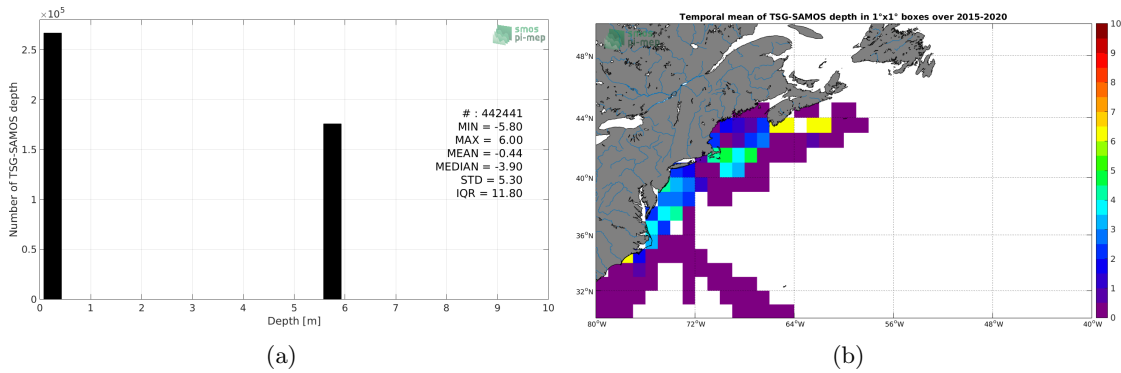 ×10⁵
2.5
2
1.5
1
0.5
0
0 1 2 3 4 5 6 7 8 9 10
Number of TSG-SAMOS depth
Depth [m]
smos
pi-mep
# : 442441
MIN = -5.80
MAX = 6.00
MEAN = -0.44
MEDIAN = -3.90
STD = 5.30
IQR = 11.80
(a)
Temporal mean of TSG-SAMOS depth in 1°x1° boxes over 2015-2020
smos
pi-mep
48°N
44°N
40°N
36°N
32°N
80°W 72°W 64°W 56°W 48°W 40°W
10
9
8
7
6
5
4
3
2
1
0
(b)